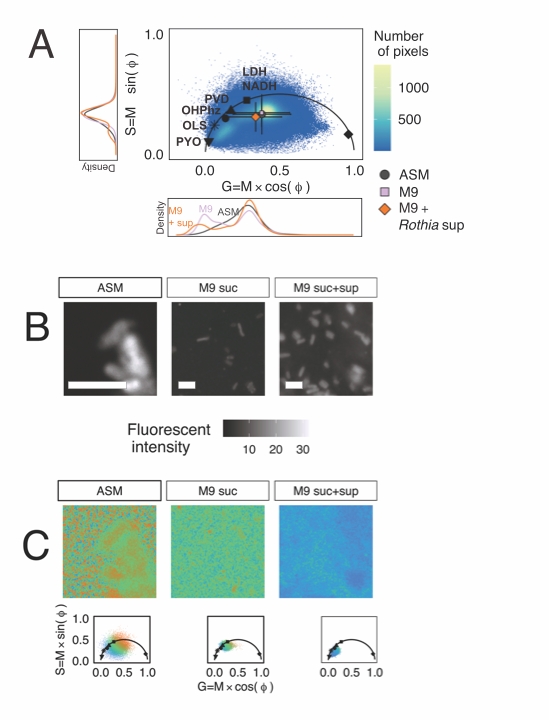 A
1.0
S=M sin(ϕ)
0.0
Density
LDH
NADH
PVD
OHPhz
OLS
PYO
0.0 0.5 1.0
G=M×cos(ϕ)
Number
of pixels
1000
500
ASM
M9
M9 +
Rothia sup
Density
M9
+ sup
M9
ASM
B
ASM M9 suc M9 suc+sup
Fluorescent
intensity
10 20 30
C
ASM M9 suc M9 suc+sup
S=M×sin(ϕ)
1.0
0.5
0.0
0.0 0.5 1.0 0.0 0.5 1.0 0.0 0.5 1.0
G=M×cos(ϕ)